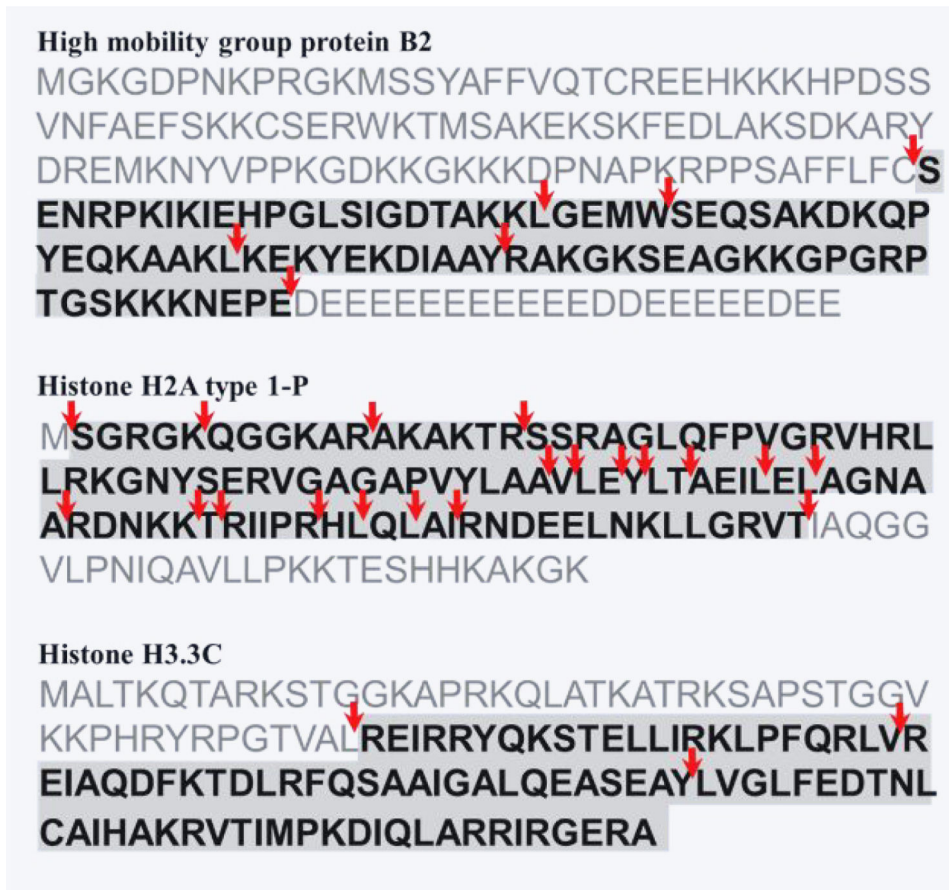 High mobility group protein B2
MGKGDPNKPRGKMSSYAFFVQTCREEHKKKHPDSS
VNFAEFSKKCSERWKTMSAKEKSKFEDLAKSDKARY
DREMKNYVPPKGDKKGKKKDPNAPKRPPSAFFLFCS
ENRPKIKIEHPGLSIGDTAKKLGEMWSEQSAKDKQP
YEQKAAKLKEKYEKDIAAYRAKGKSEAGKKGPGRP
TGSKKKNEPEDEEEEEEEEEEEDDEEEEEDEE
Histone H2A type 1-P
MSGRGKQGGKARAKAKTRSSRAGLQFPVGRVHRL
LRKGNYSERVGAGAPVYLAAVLEYLTAEILELAGNA
ARDNKKTRIIPRHLQLAIRNDEELNKLLGRVTIAQGG
VLPNIQAVLLPKKTESHHKAKGK
Histone H3.3C
MALTKQTARKSTGGKAPRKQLATKATRKSAPSTGGV
KKPHRYRPGTVALREIRRYQKSTELLIRKLPFQRLVR
EIAQDFKTDLRFQSAAIGALQEASEAYLVGLFEDTNL
CAIHAKRVTIMPKDIQLARRIRGERA